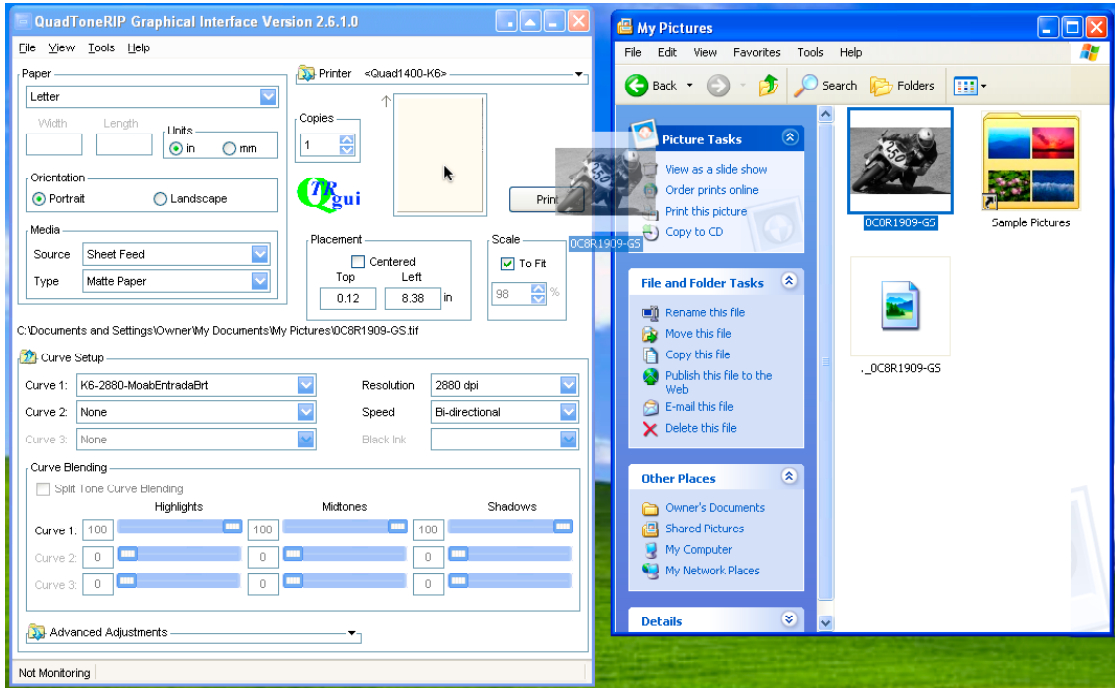 QuadToneRIP Graphical Interface Version 2.6.1.0
File View Tools Help
Paper
Letter
Width Length
Units
in mm
Orientation
Portrait Landscape
Media
Source Sheet Feed
Type Matte Paper
Printer <Quad1400-K6>
Copies
1
QTR gui
Print
Placement
Centered
Top Left
0.12 8.38 in
Scale
To Fit
98 %
C:\Documents and Settings\Owner\My Documents\My Pictures\0C8R1909-GS.tif
Curve Setup
Curve 1: K6-2880-MoabEntradaBrt
Resolution 2880 dpi
Curve 2: None
Speed Bi-directional
Curve 3: None
Black Ink
Curve Blending
Split Tone Curve Blending
Highlights Midtones Shadows
Curve 1: 100 100 100
Curve 2: 0 0 0
Curve 3: 0 0 0
Advanced Adjustments
Not Monitoring
250
0C8R1909-GS
My Pictures
File Edit View Favorites Tools Help
Back Search Folders
Picture Tasks
View as a slide show
Order prints online
Print this picture
Copy to CD
File and Folder Tasks
Rename this file
Move this file
Copy this file
Publish this file to the
Web
E-mail this file
Delete this file
Other Places
Owner's Documents
Shared Pictures
My Computer
My Network Places
Details
250
0C8R1909-GS
Sample Pictures
._0C8R1909-GS